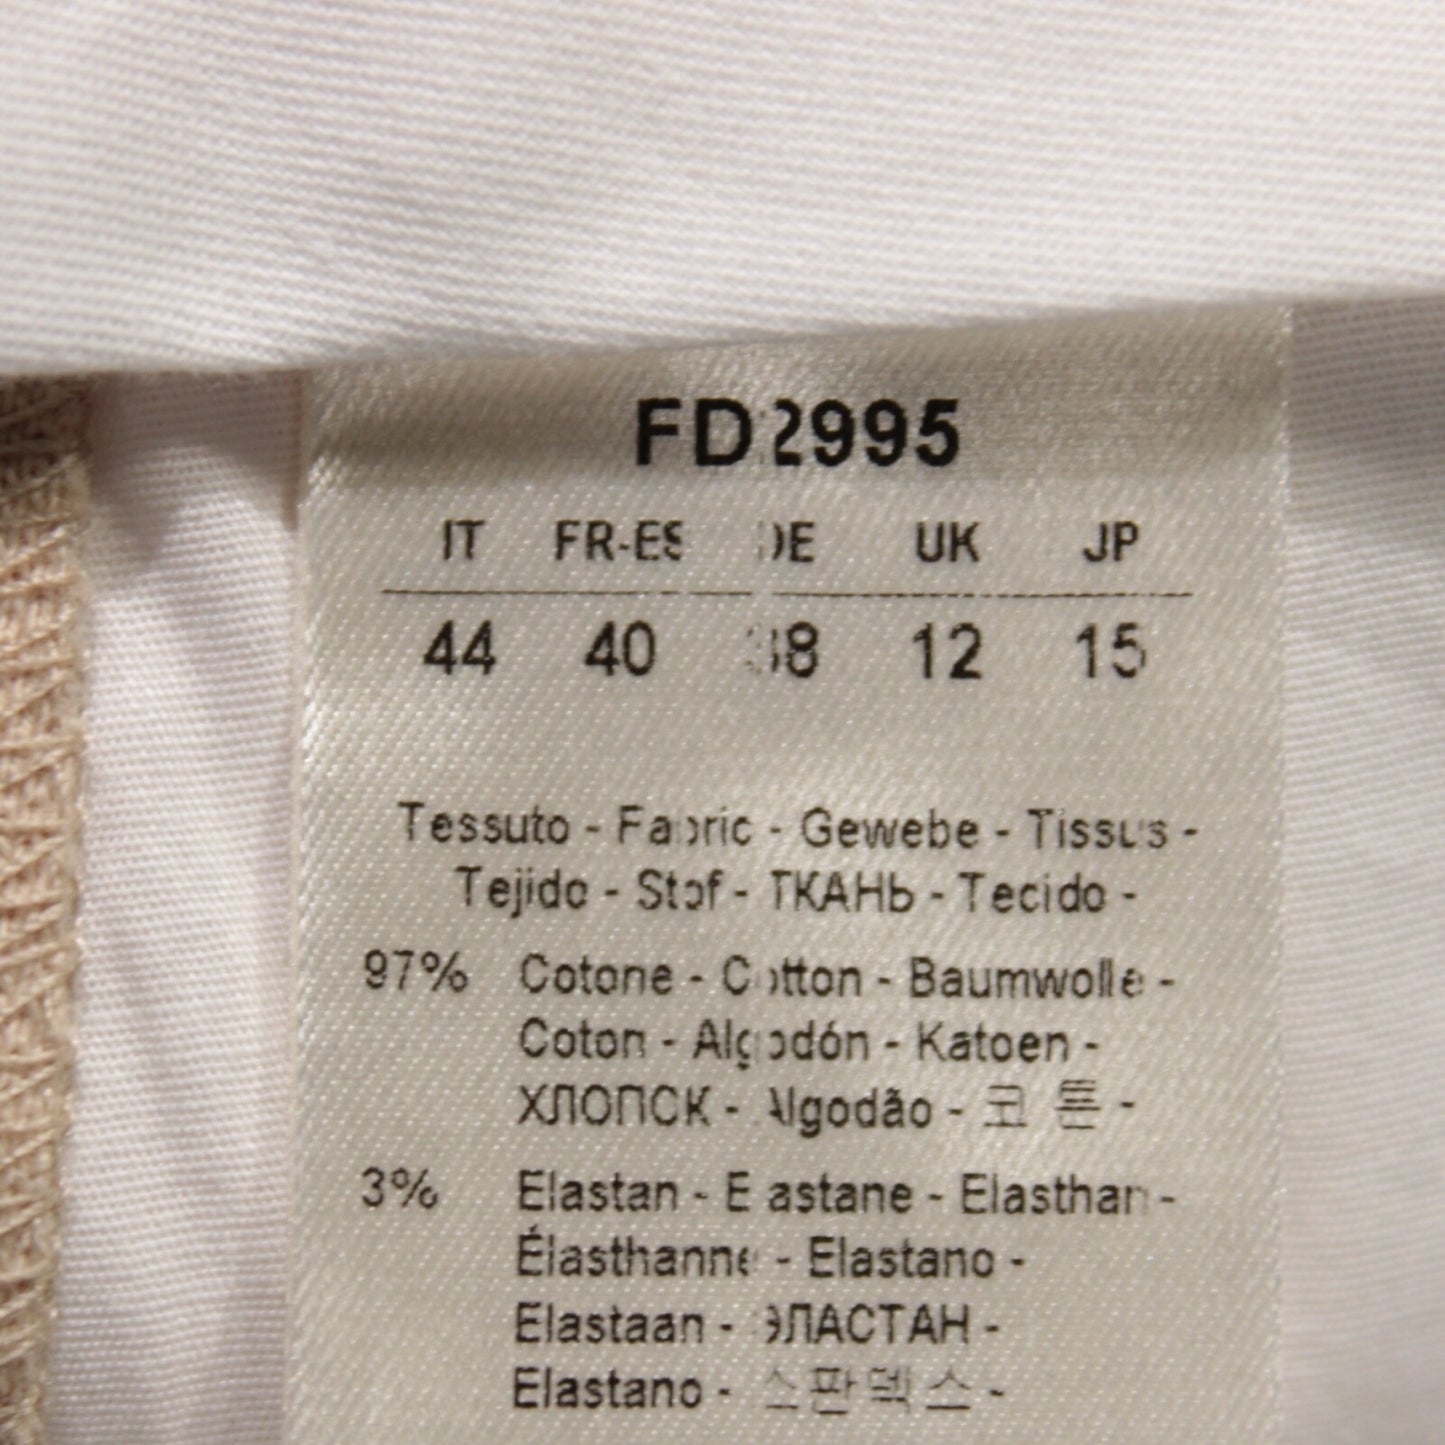 FD2995
IT FR-ES DE UK JP
44 40 38 12 15
Tessuto - Fabric - Gewebe - Tissus -
Tejido - Stof - ТКАНЬ - Tecido -
97% Cotone - Cotton - Baumwolle -
Coton - Algodón - Katoen -
ХЛОПСК - Algodão - 코 튼 -
3% Elastan - Elastane - Elasthan -
Élasthanne - Elastano -
Elastaan - ЭЛАСТАН -
Elastano - 스판덱스 -